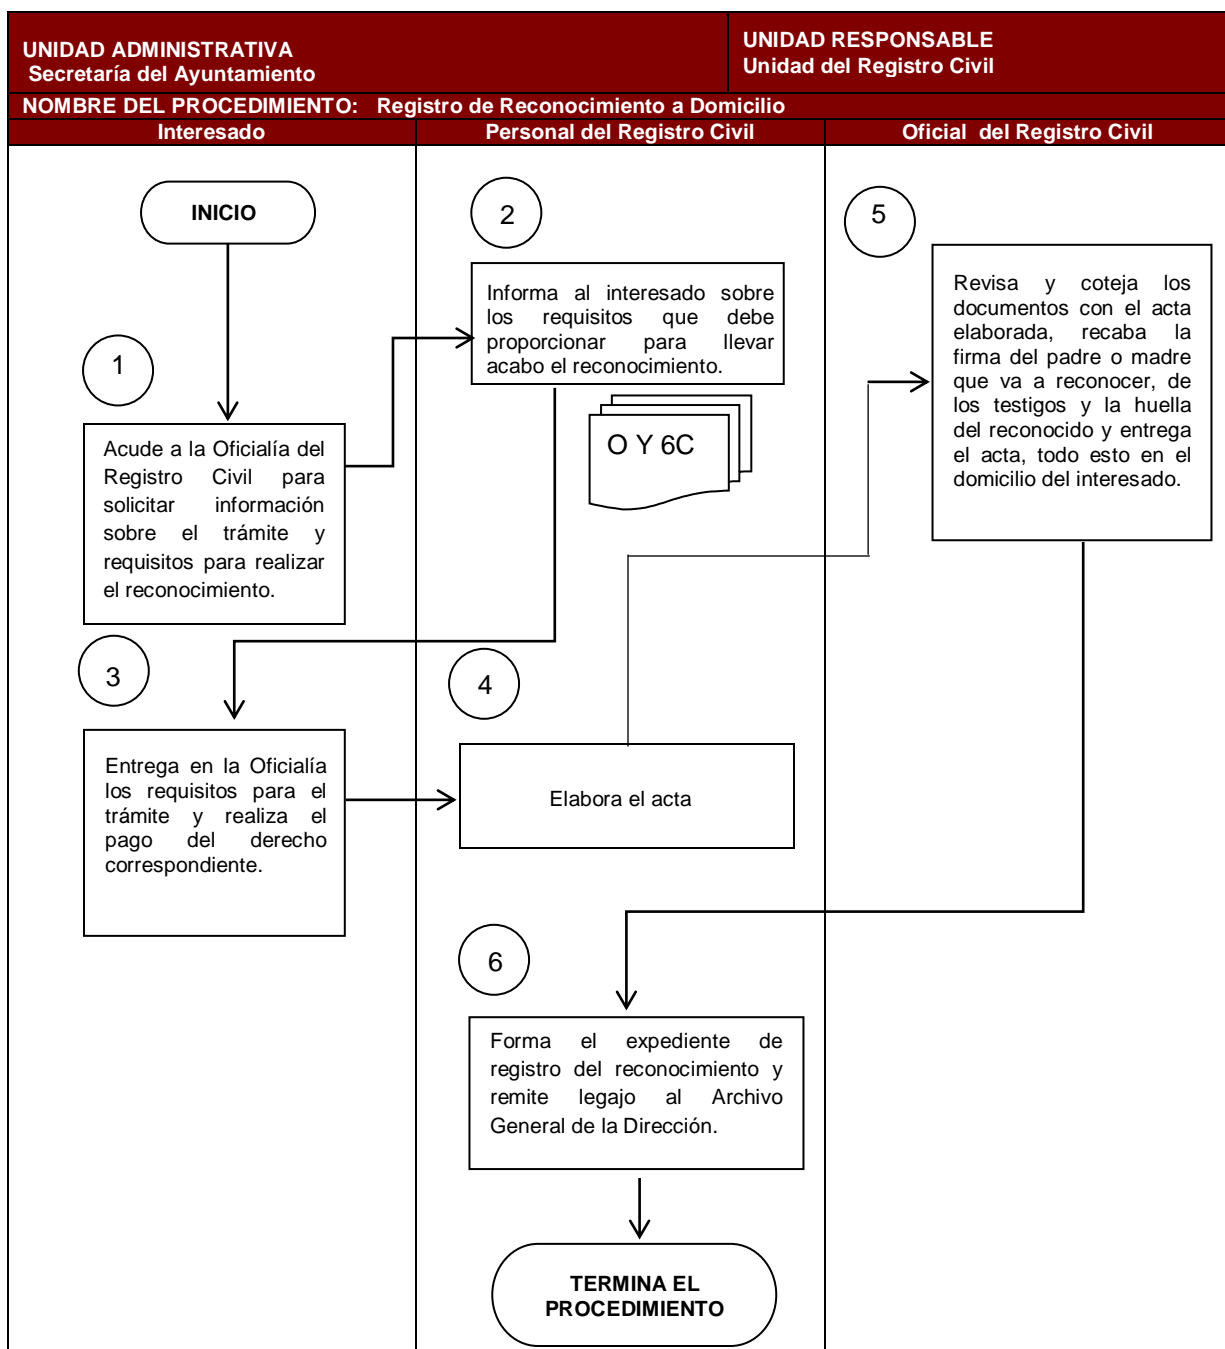 UNIDAD ADMINISTRATIVA
Secretaría del Ayuntamiento
UNIDAD RESPONSABLE
Unidad del Registro Civil
NOMBRE DEL PROCEDIMIENTO: Registro de Reconocimiento a Domicilio
Interesado
Personal del Registro Civil
Oficial del Registro Civil
INICIO
1
Acude a la Oficialía del
Registro Civil para
solicitar información
sobre el trámite y
requisitos para realizar
el reconocimiento.
2
Informa al interesado sobre
los requisitos que debe
proporcionar para llevar
acabo el reconocimiento.
O Y 6C
3
Entrega en la Oficialía
los requisitos para el
trámite y realiza el
pago del derecho
correspondiente.
4
Elabora el acta
5
Revisa y coteja los
documentos con el acta
elaborada, recaba la
firma del padre o madre
que va a reconocer, de
los testigos y la huella
del reconocido y entrega
el acta, todo esto en el
domicilio del interesado.
6
Forma el expediente de
registro del reconocimiento y
remite legajo al Archivo
General de la Dirección.
TERMINA EL
PROCEDIMIENTO